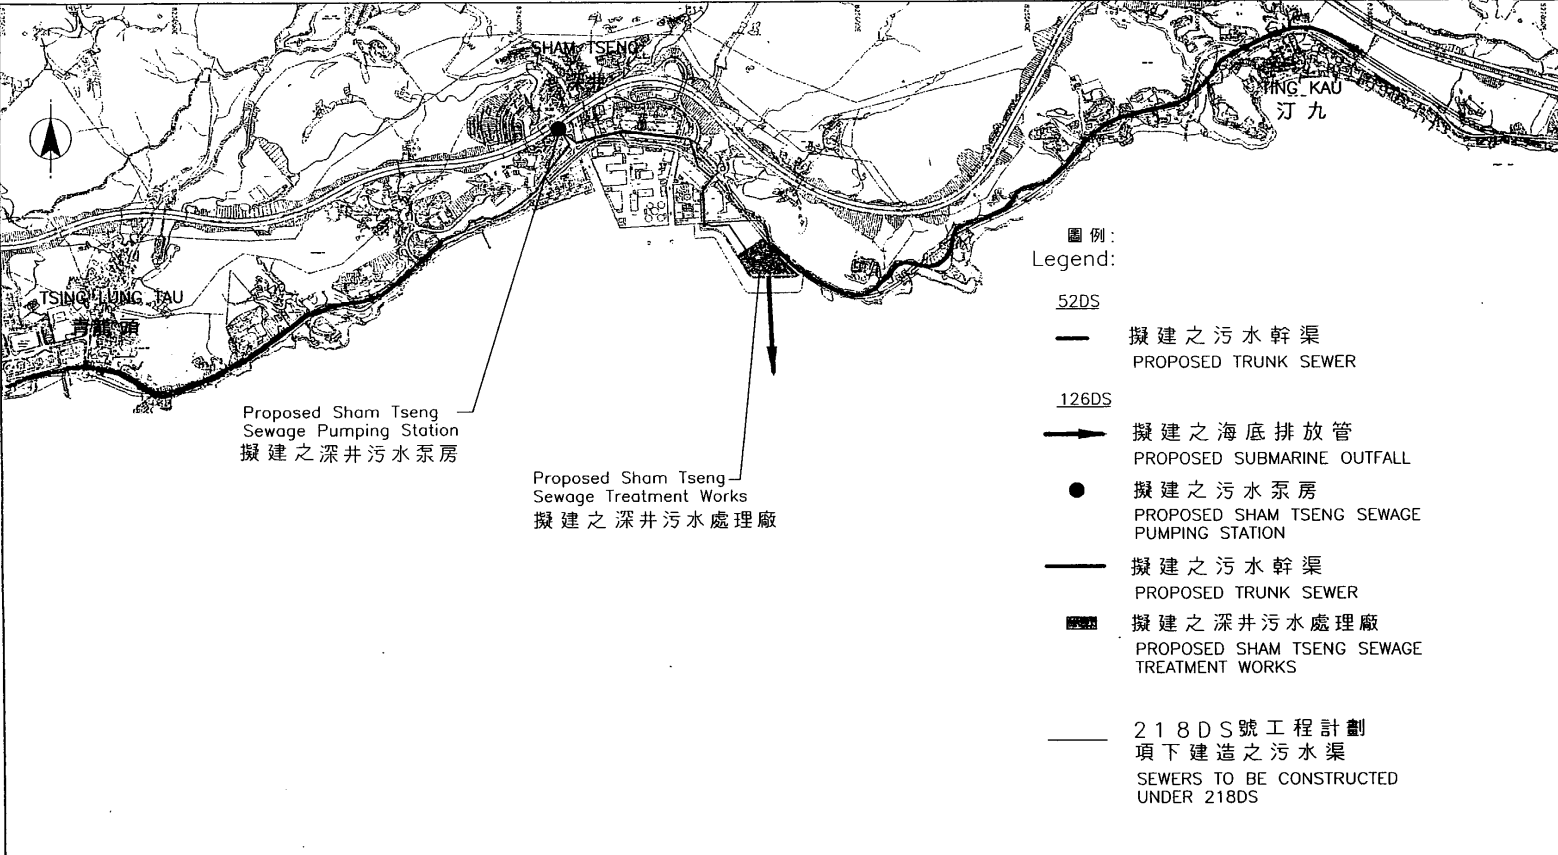 SHAM TSENG
深井
TING KAU
汀九
TSING LUNG TAU
青龍頭
Proposed Sham Tseng
Sewage Pumping Station
擬建之深井污水泵房
Proposed Sham Tseng
Sewage Treatment Works
擬建之深井污水處理廠
圖例:
Legend:
52DS
擬建之污水幹渠
PROPOSED TRUNK SEWER
126DS
擬建之海底排放管
PROPOSED SUBMARINE OUTFALL
擬建之污水泵房
PROPOSED SHAM TSENG SEWAGE
PUMPING STATION
擬建之污水幹渠
PROPOSED TRUNK SEWER
擬建之深井污水處理廠
PROPOSED SHAM TSENG SEWAGE
TREATMENT WORKS
218DS號工程計劃
項下建造之污水渠
SEWERS TO BE CONSTRUCTED
UNDER 218DS